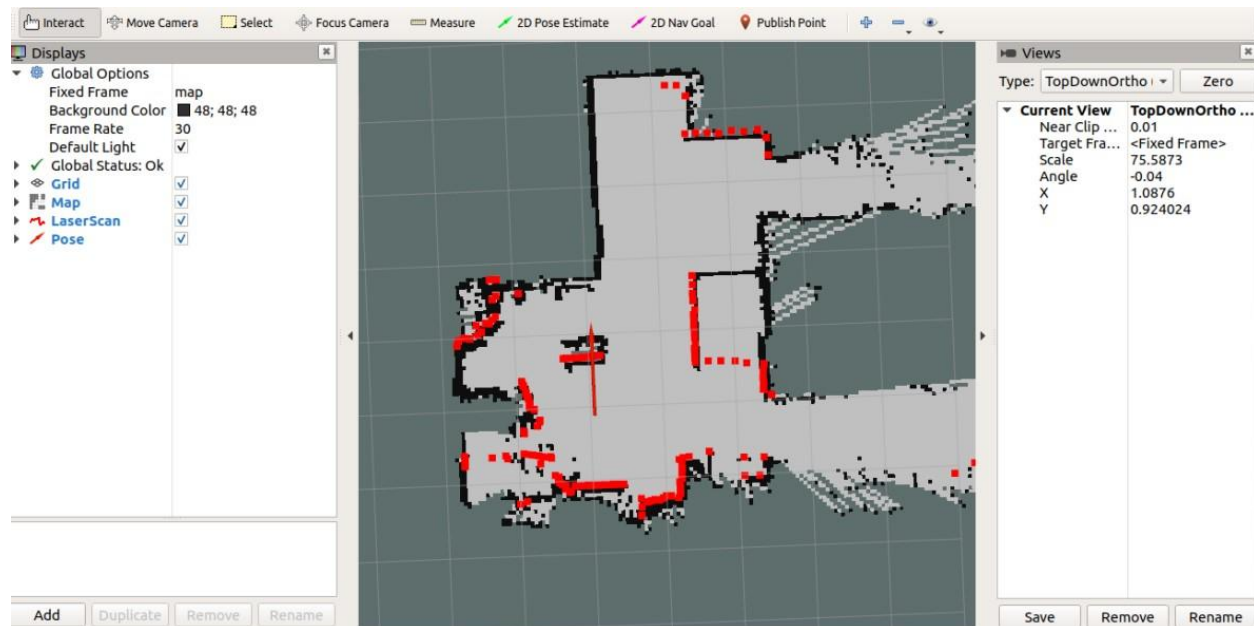 Interact Move Camera Select Focus Camera Measure 2D Pose Estimate 2D Nav Goal Publish Point
Displays
Global Options
Fixed Frame map
Background Color 48; 48; 48
Frame Rate 30
Default Light
Global Status: Ok
Grid
Map
LaserScan
Pose
Add Duplicate Remove Rename
Views
Type: TopDownOrtho Zero
Current View TopDownOrtho ...
Near Clip ... 0.01
Target Fra... <Fixed Frame>
Scale 75.5873
Angle -0.04
X 1.0876
Y 0.924024
Save Remove Rename